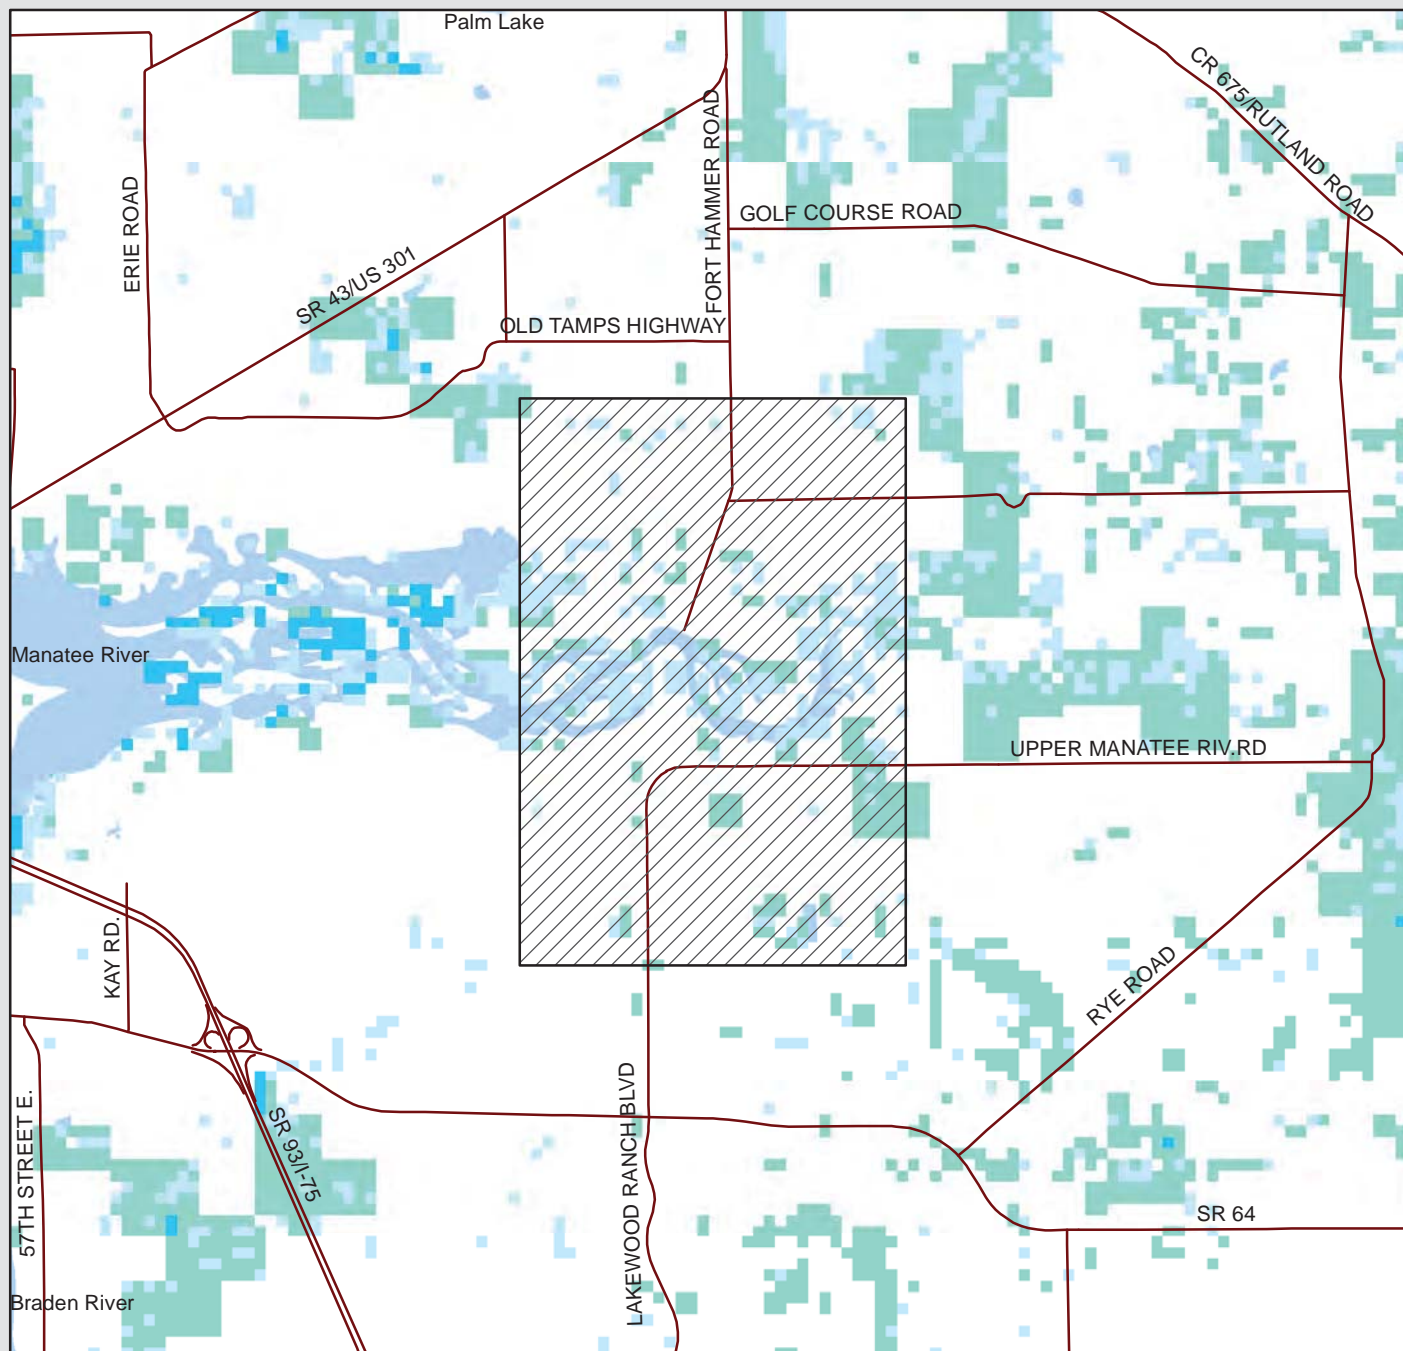 Palm Lake
CR 675/RUTLAND ROAD
FORT HAMMER ROAD
ERIE ROAD
GOLF COURSE ROAD
SR 43/US 301
OLD TAMPS HIGHWAY
Manatee River
UPPER MANATEE RIV.RD
KAY RD.
RYE ROAD
57TH STREET E.
SR 93/I-75
LAKEWOOD RANCH BLVD
SR 64
Braden River